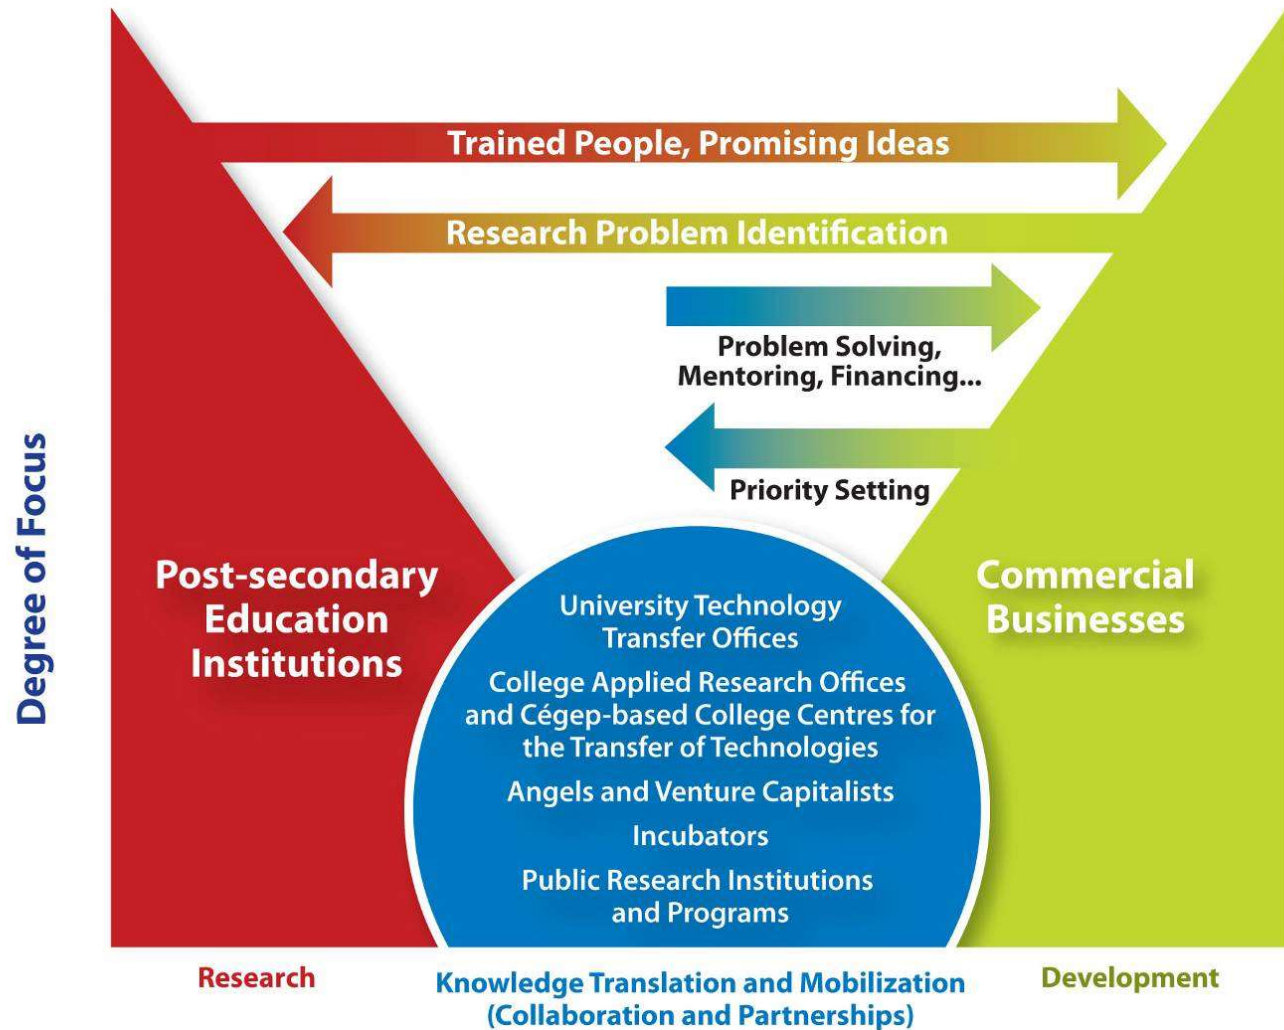 Trained People, Promising Ideas
Research Problem Identification
Problem Solving,
Mentoring, Financing...
Priority Setting
Degree of Focus
Post-secondary
Education
Institutions
Commercial
Businesses
University Technology
Transfer Offices
College Applied Research Offices
and Cégep-based College Centres for
the Transfer of Technologies
Angels and Venture Capitalists
Incubators
Public Research Institutions
and Programs
Research
Knowledge Translation and Mobilization
(Collaboration and Partnerships)
Development